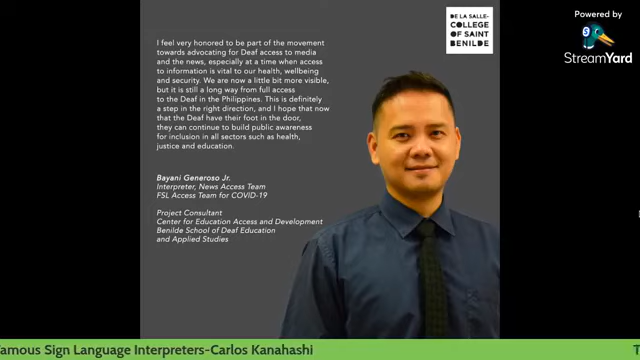 I feel very honored to be part of the movement
towards advocating for Deaf access to media
and the news, especially at a time when access
to information is vital to our health, wellbeing
and security. We are now a little bit more visible,
but it is still a long way from full access
to the Deaf in the Philippines. This is definitely
a step in the right direction, and I hope that now
that the Deaf have their foot in the door,
they can continue to build public awareness
for inclusion in all sectors such as health,
justice and education.
Bayani Generoso Jr.
Interpreter, News Access Team
FSL Access Team for COVID-19
Project Consultant
Center for Education Access and Development
Benilde School of Deaf Education
and Applied Studies
DE LA SALLE-
COLLEGE
OF SAINT
BENILDE
Powered by
S
StreamYard
Famous Sign Language Interpreters-Carlos Kanahashi